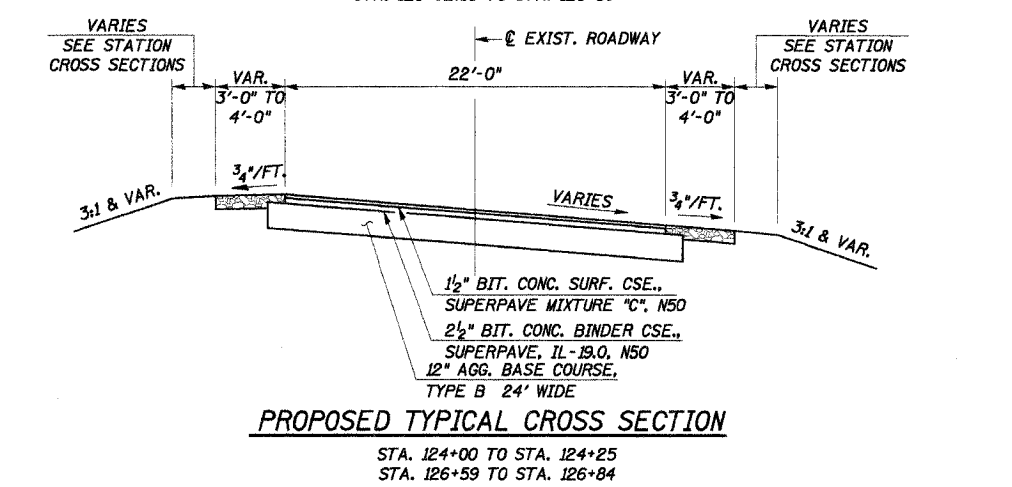 VARIES
SEE STATION
CROSS SECTIONS
VAR.
3'-0" TO
4'-0"
℄ EXIST. ROADWAY
22'-0"
VAR.
3'-0" TO
4'-0"
VARIES
SEE STATION
CROSS SECTIONS
3:1 & VAR.
3/4"/FT.
VARIES
3/4"/FT.
3:1 & VAR.
1 1/2" BIT. CONC. SURF. CSE.,
SUPERPAVE MIXTURE "C", N50
2 1/2" BIT. CONC. BINDER CSE.,
SUPERPAVE, IL-19.0, N50
12" AGG. BASE COURSE,
TYPE B 24' WIDE
PROPOSED TYPICAL CROSS SECTION
STA. 124+00 TO STA. 124+25
STA. 126+59 TO STA. 126+84